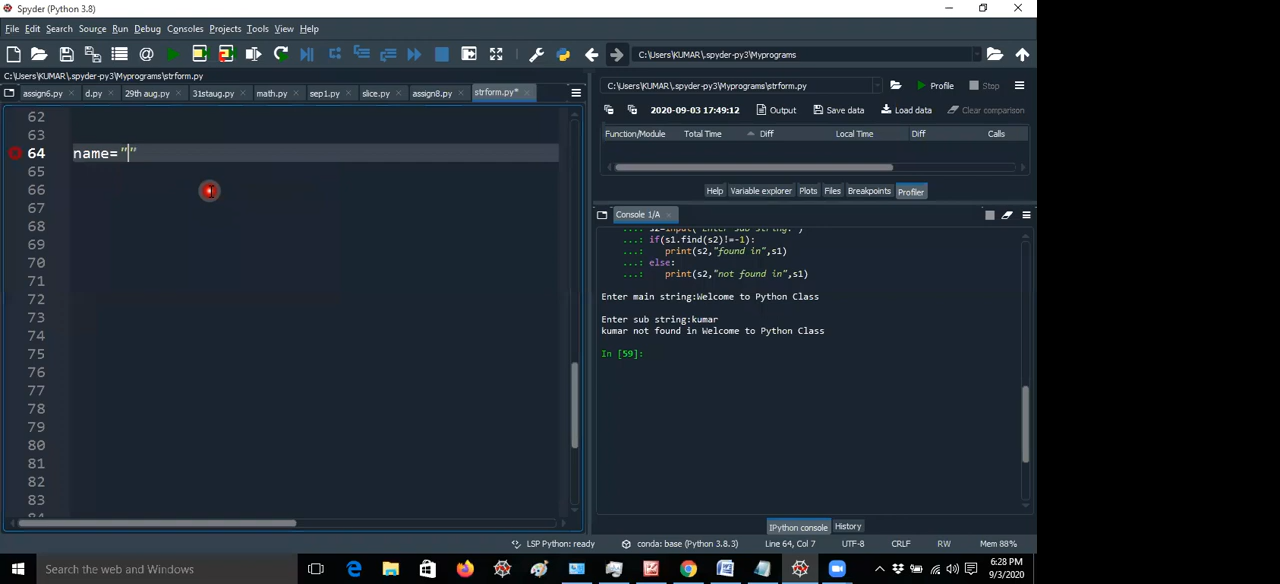 Spyder (Python 3.8)
File Edit Search Source Run Debug Consoles Projects Tools View Help
C:\Users\KUMAR\.spyder-py3\Myprograms
C:\Users\KUMAR\.spyder-py3\Myprograms\strform.py
assign6.py d.py 29th aug.py 31staug.py math.py sep1.py slice.py assign8.py strform.py*
62
63
64 name=""
65
66
67
68
69
70
71
72
73
74
75
76
77
78
79
80
81
82
83
C:\Users\KUMAR\.spyder-py3\Myprograms\strform.py Profile Stop
2020-09-03 17:49:12 Output Save data Load data Clear comparison
Function/Module Total Time Diff Local Time Diff Calls
Help Variable explorer Plots Files Breakpoints Profiler
Console 1/A
...: s2=input("Enter sub string:")
...: if(s1.find(s2)!=-1):
...: print(s2,"found in",s1)
...: else:
...: print(s2,"not found in",s1)
Enter main string:Welcome to Python Class
Enter sub string:kumar
kumar not found in Welcome to Python Class
In [59]:
IPython console History
LSP Python: ready conda: base (Python 3.8.3) Line 64, Col 7 UTF-8 CRLF RW Mem 88%
Search the web and Windows
6:28 PM
9/3/2020